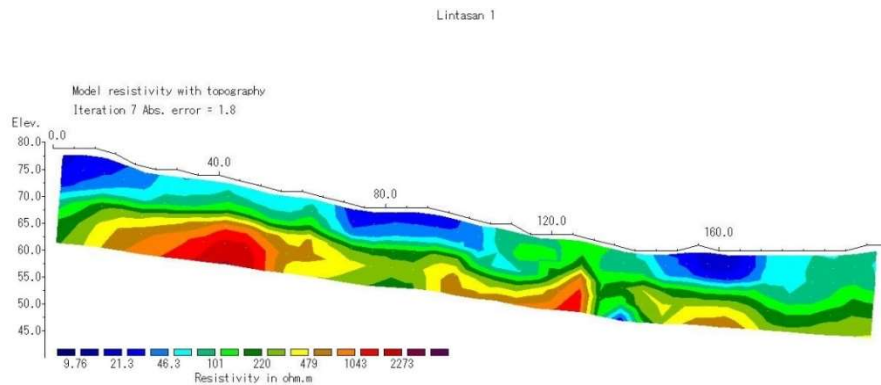 Lintasan 1
Model resistivity with topography
Iteration 7 Abs. error = 1.8
Elev.
0.0
80.0
75.0
40.0
70.0
80.0
65.0
120.0
60.0
160.0
55.0
50.0
45.0
9.76 21.3 46.3 101 220 479 1043 2273
Resistivity in ohm.m